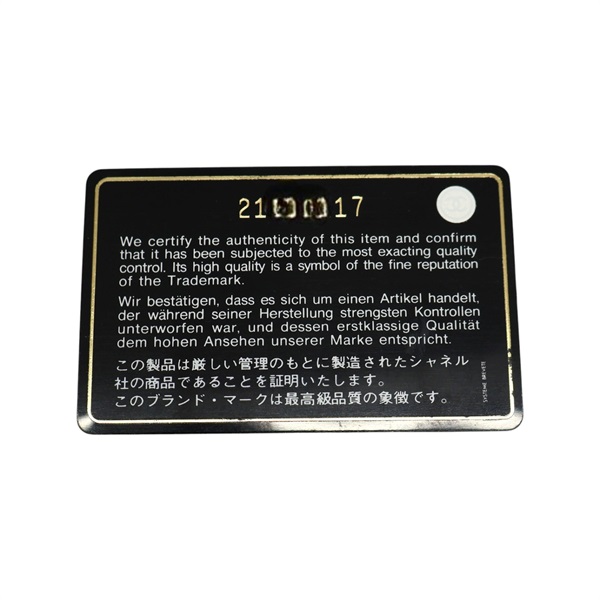 21 17
We certify the authenticity of this item and confirm
that it has been subjected to the most exacting quality
control. Its high quality is a symbol of the fine reputation
of the Trademark.
Wir bestätigen, dass es sich um einen Artikel handelt,
der während seiner Herstellung strengsten Kontrollen
unterworfen war, und dessen erstklassige Qualität
dem hohen Ansehen unserer Marke entspricht.
この製品は厳しい管理のもとに製造されたシャネル
社の商品であることを証明いたします。
このブランド・マークは最高級品質の象徴です。
SYSTEME BREVETE